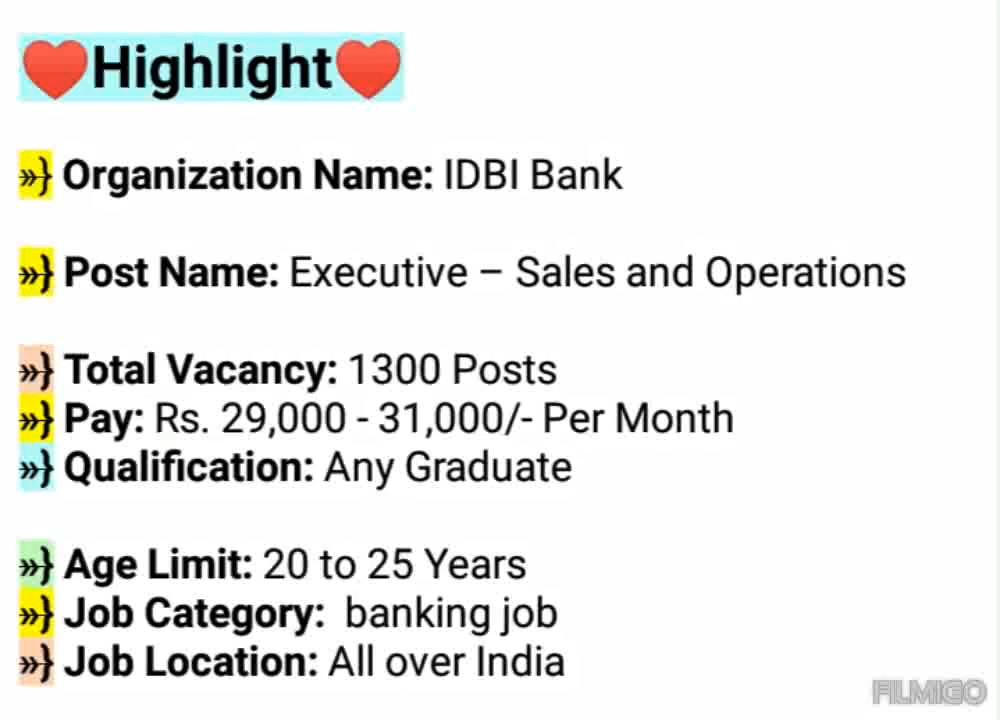 ❤️Highlight❤️
»} Organization Name: IDBI Bank
»} Post Name: Executive – Sales and Operations
»} Total Vacancy: 1300 Posts
»} Pay: Rs. 29,000 - 31,000/- Per Month
»} Qualification: Any Graduate
»} Age Limit: 20 to 25 Years
»} Job Category:  banking job
»} Job Location: All over India
FILMIGO